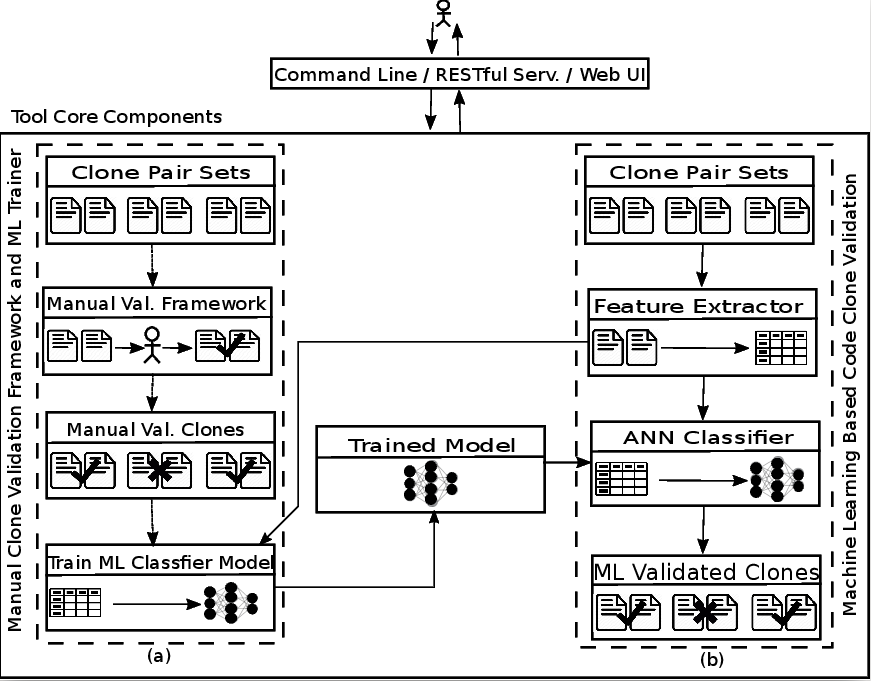 Command Line / RESTful Serv. / Web UI
Tool Core Components
Manual Clone Validation Framework and ML Trainer
Clone Pair Sets
Manual Val. Framework
Manual Val. Clones
Train ML Classfier Model
(a)
Trained Model
Clone Pair Sets
Feature Extractor
ANN Classifier
ML Validated Clones
(b)
Machine Learning Based Code Clone Validation